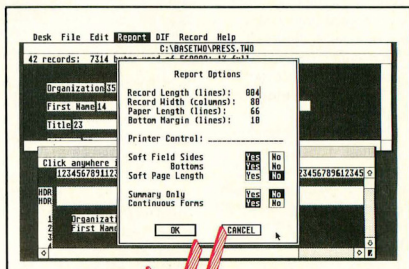 Desk File Edit Report DIF Record Help
C:\BASETWO\PRESS.TWO
42 records: 7314 bytes used of 560000: 1% full
Organization 35
First Name 14
Title 23
Report Options
Record Length (lines): 004
Record Width (columns): 80
Paper Length (lines): 66
Bottom Margin (lines): 10
Printer Control:
Soft Field Sides Yes No
Bottoms Yes No
Soft Page Length Yes No
Summary Only Yes No
Continuous Forms Yes No
OK CANCEL
Click anywhere i
1234567891123 23456789612345
HDR
HDR
1 Organizati
2 First Name
3